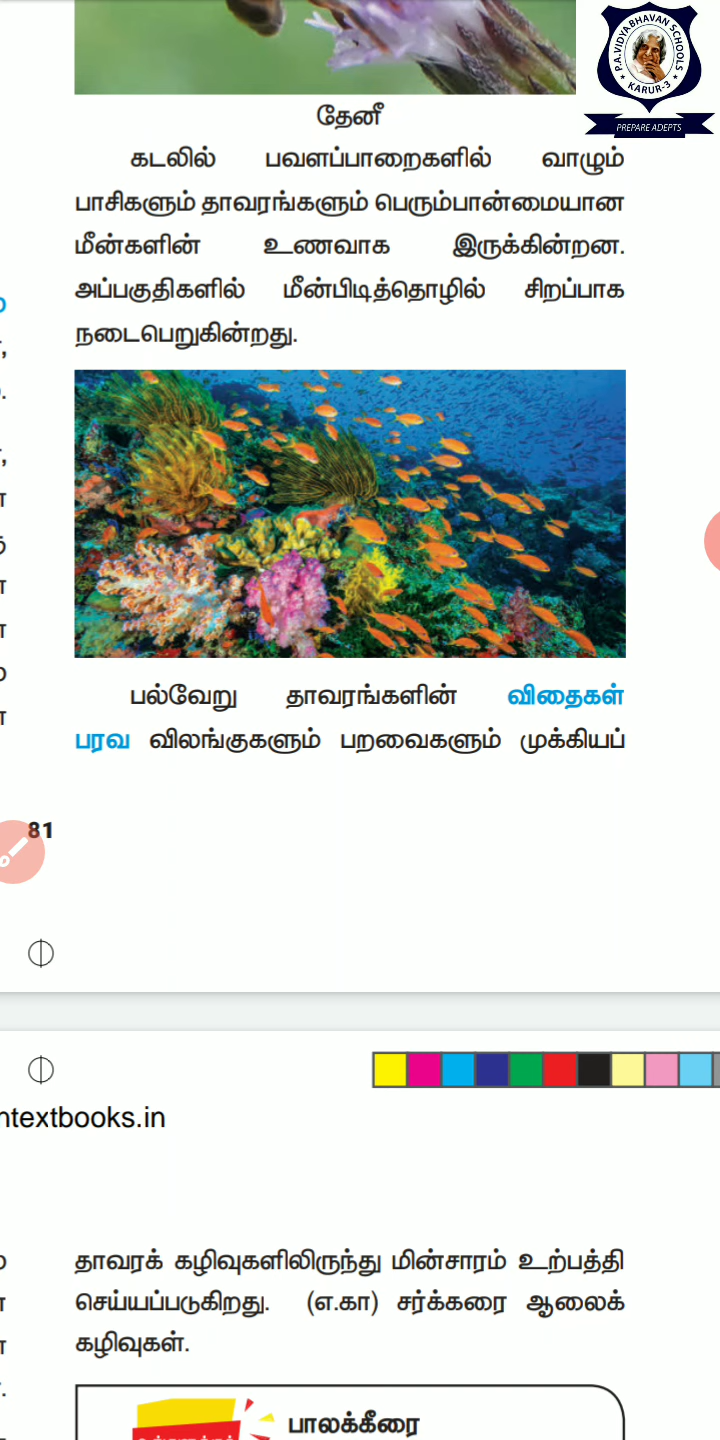 P.A.VIDYA BHAVAN SCHOOLS
KARUR-3
PREPARE ADEPTS
தேனீ
கடலில் பவளப்பாறைகளில் வாழும்
பாசிகளும் தாவரங்களும் பெரும்பான்மையான
மீன்களின் உணவாக இருக்கின்றன.
அப்பகுதிகளில் மீன்பிடித்தொழில் சிறப்பாக
நடைபெறுகின்றது.
பல்வேறு தாவரங்களின் விதைகள்
பரவ விலங்குகளும் பறவைகளும் முக்கியப்
81
ntextbooks.in
தாவரக் கழிவுகளிலிருந்து மின்சாரம் உற்பத்தி
செய்யப்படுகிறது. (எ.கா) சர்க்கரை ஆலைக்
கழிவுகள்.
பாலக்கீரை